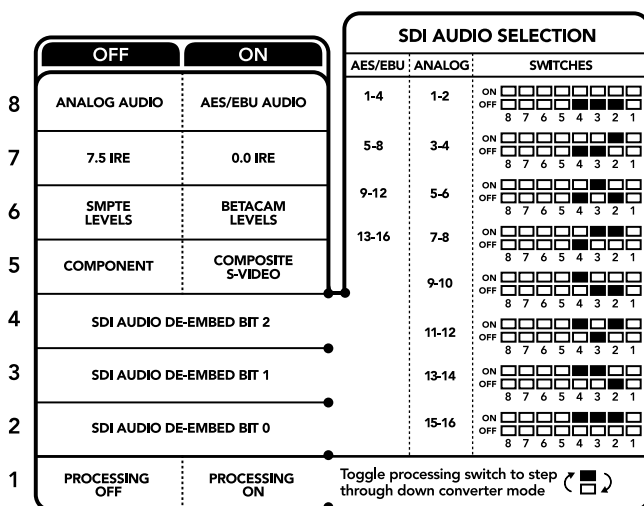 OFF ON
8 ANALOG AUDIO AES/EBU AUDIO
7 7.5 IRE 0.0 IRE
6 SMPTE LEVELS BETACAM LEVELS
5 COMPONENT COMPOSITE S-VIDEO
4 SDI AUDIO DE-EMBED BIT 2
3 SDI AUDIO DE-EMBED BIT 1
2 SDI AUDIO DE-EMBED BIT 0
1 PROCESSING OFF PROCESSING ON
SDI AUDIO SELECTION
AES/EBU ANALOG SWITCHES
1-4 1-2 ON
OFF
8 7 6 5 4 3 2 1
5-8 3-4 ON
OFF
8 7 6 5 4 3 2 1
9-12 5-6 ON
OFF
8 7 6 5 4 3 2 1
13-16 7-8 ON
OFF
8 7 6 5 4 3 2 1
9-10 ON
OFF
8 7 6 5 4 3 2 1
11-12 ON
OFF
8 7 6 5 4 3 2 1
13-14 ON
OFF
8 7 6 5 4 3 2 1
15-16 ON
OFF
8 7 6 5 4 3 2 1
Toggle processing switch to step
through down converter mode